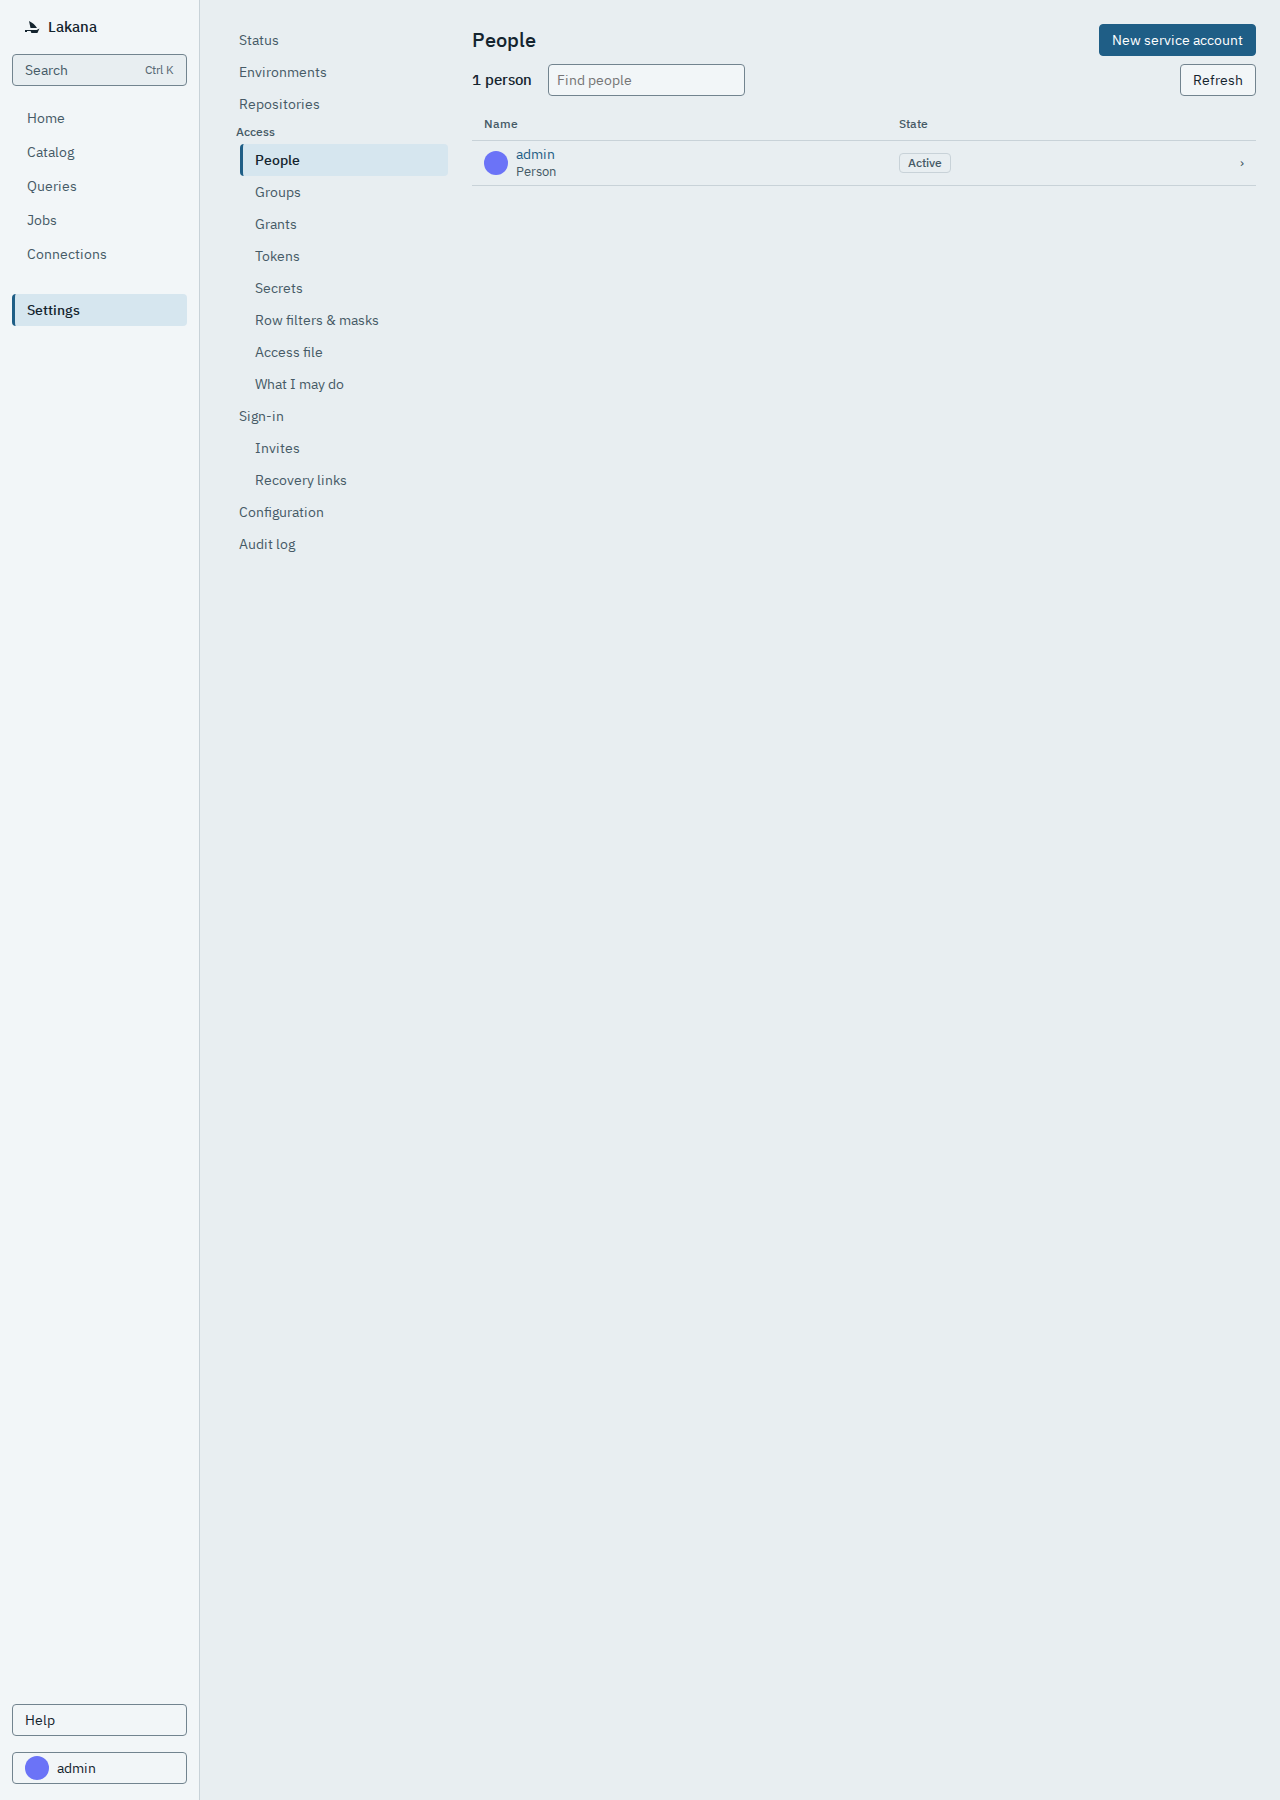 Lakana
Search Ctrl K
Home
Catalog
Queries
Jobs
Connections
Settings
Help
admin
Status
Environments
Repositories
Access
People
Groups
Grants
Tokens
Secrets
Row filters & masks
Access file
What I may do
Sign-in
Invites
Recovery links
Configuration
Audit log
People
New service account
1 person
Find people
Refresh
Name State
admin
Person
Active ›